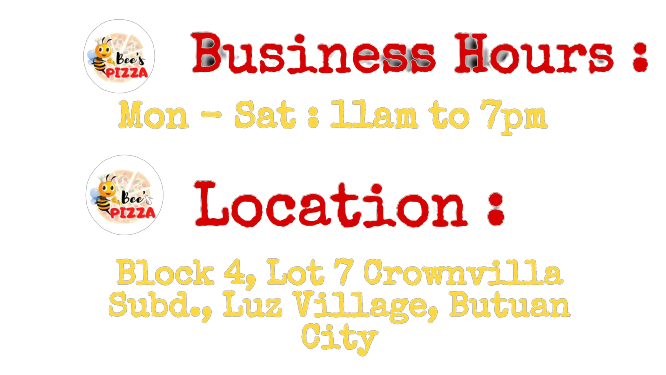 Bee's
PIZZA
Business Hours :
Mon - Sat : 11am to 7pm
Bee's
PIZZA
Location :
Block 4, Lot 7 Crownvilla
Subd., Luz Village, Butuan
City